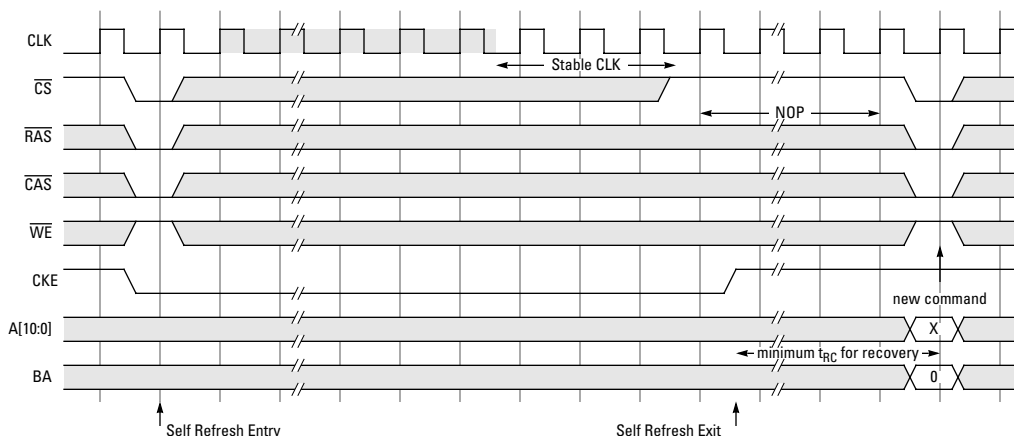 CLK
Stable CLK
CS
NOP
RAS
CAS
WE
CKE
new command
A[10:0]
X
minimum tRC for recovery
BA
0
Self Refresh Entry
Self Refresh Exit